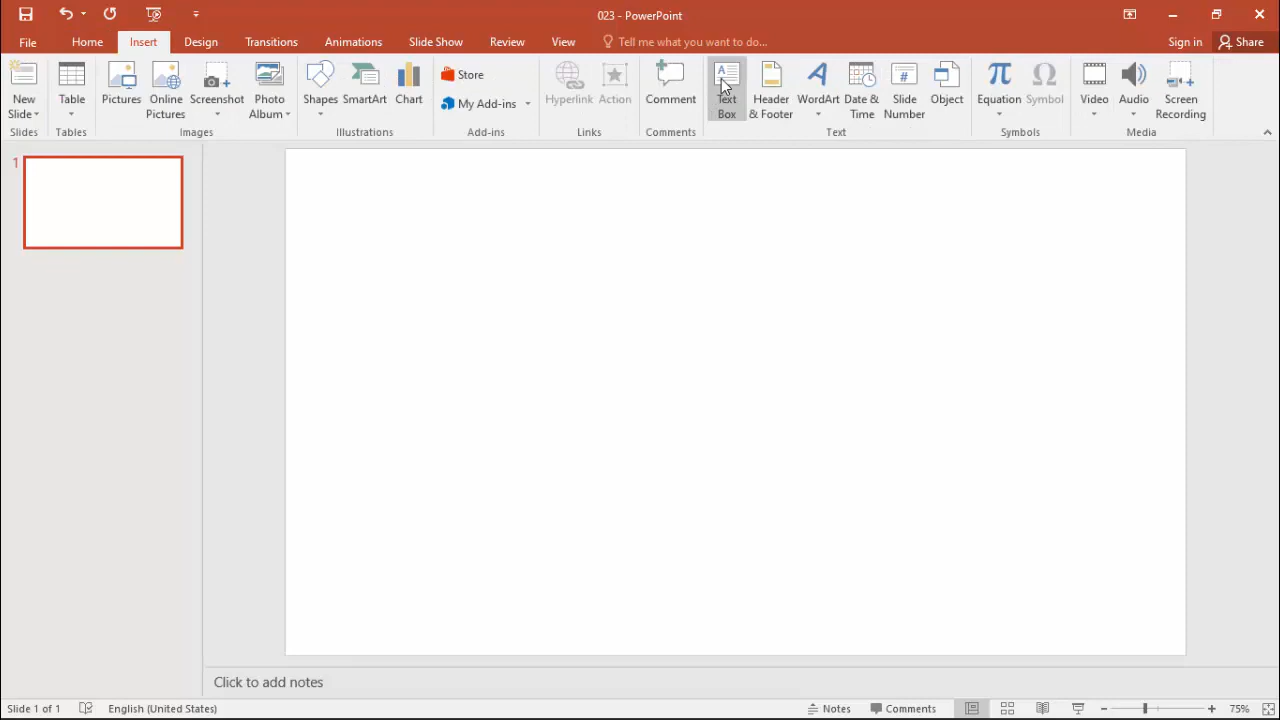 023 - PowerPoint
File Home Insert Design Transitions Animations Slide Show Review View Tell me what you want to do... Sign in Share
New Slide Table Pictures Online Pictures Screenshot Photo Album Shapes SmartArt Chart Store My Add-ins Hyperlink Action Comment Text Box Header & Footer WordArt Date & Time Slide Number Object Equation Symbol Video Audio Screen Recording
Slides Tables Images Illustrations Add-ins Links Comments Text Symbols Media
1
Click to add notes
Slide 1 of 1 English (United States) Notes Comments 75%